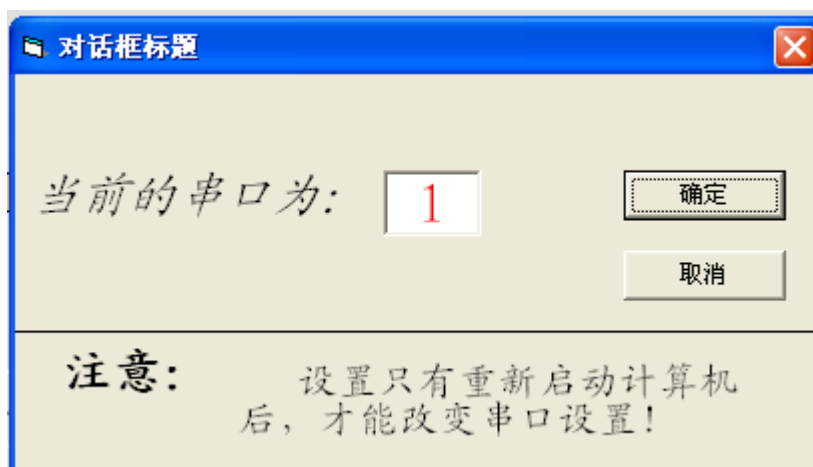 对话框标题
当前的串口为: 1
确定
取消
注意:
设置只有重新启动计算机
后，才能改变串口设置!